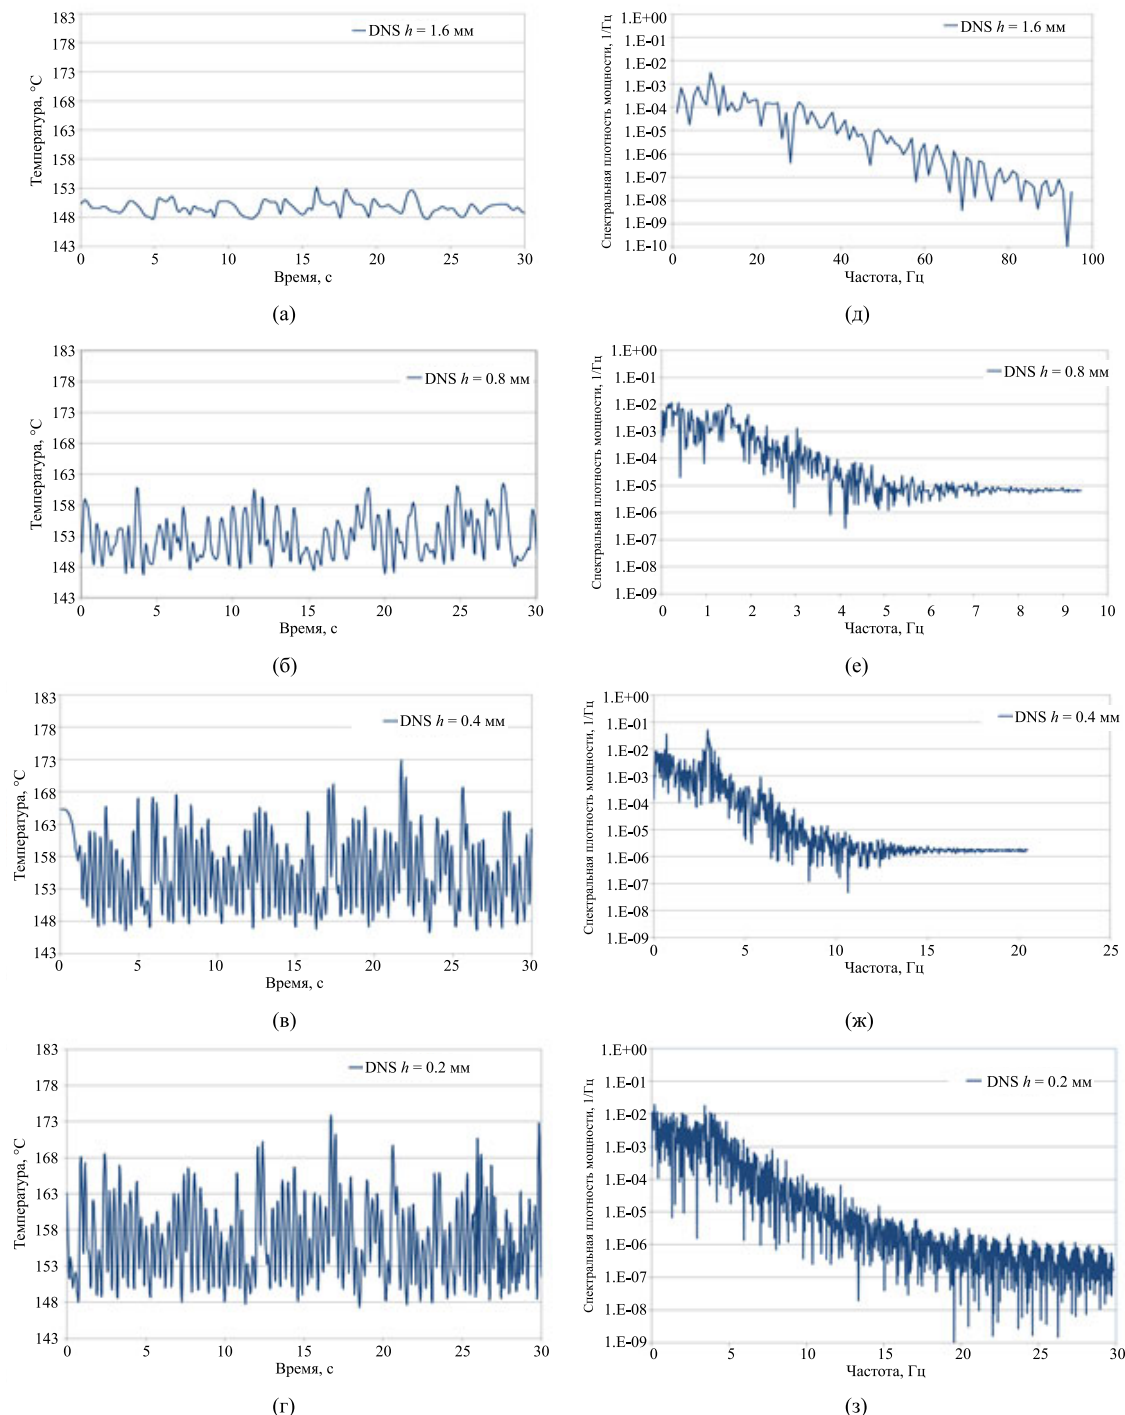 183
178
173
168
163
158
153
148
143
Температура, °C
DNS h = 1.6 мм
0 5 10 15 20 25 30
Время, с
(а)
1.E+00
1.E-01
1.E-02
1.E-03
1.E-04
1.E-05
1.E-06
1.E-07
1.E-08
1.E-09
1.E-10
Спектральная плотность мощности, 1/Гц
DNS h = 1.6 мм
0 20 40 60 80 100
Частота, Гц
(д)
183
178
173
168
163
158
153
148
143
Температура, °C
DNS h = 0.8 мм
0 5 10 15 20 25 30
Время, с
(б)
1.E+00
1.E-01
1.E-02
1.E-03
1.E-04
1.E-05
1.E-06
1.E-07
1.E-08
1.E-09
Спектральная плотность мощности, 1/Гц
DNS h = 0.8 мм
0 1 2 3 4 5 6 7 8 9 10
Частота, Гц
(е)
183
178
173
168
163
158
153
148
143
Температура, °C
DNS h = 0.4 мм
0 5 10 15 20 25 30
Время, с
(в)
1.E+00
1.E-01
1.E-02
1.E-03
1.E-04
1.E-05
1.E-06
1.E-07
1.E-08
1.E-09
Спектральная плотность мощности, 1/Гц
DNS h = 0.4 мм
0 5 10 15 20 25
Частота, Гц
(ж)
183
178
173
168
163
158
153
148
143
Температура, °C
DNS h = 0.2 мм
0 5 10 15 20 25 30
Время, с
(г)
1.E+00
1.E-01
1.E-02
1.E-03
1.E-04
1.E-05
1.E-06
1.E-07
1.E-08
1.E-09
Спектральная плотность мощности, 1/Гц
DNS h = 0.2 мм
0 5 10 15 20 25 30
Частота, Гц
(з)